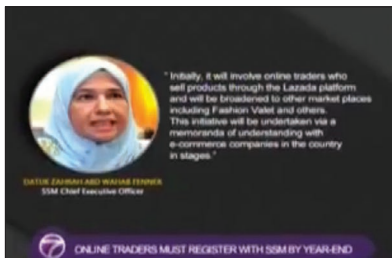 " Initially, it will involve online traders who
sell products through the Lazada platform
and will be broadened to other market places
including Fashion Valet and others.
This initiative will be undertaken via a
memoranda of understanding with
e-commerce companies in the country
in stages."
DATUK ZAHRAH ABD WAHAB FENNER
SSM Chief Executive Officer
7 ONLINE TRADERS MUST REGISTER WITH SSM BY YEAR-END